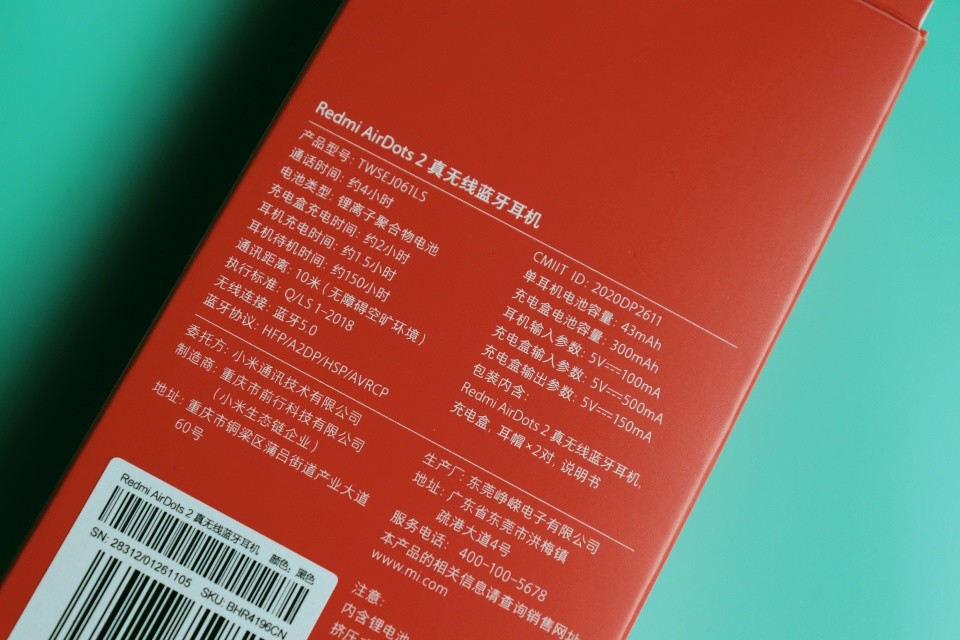 Redmi AirDots 2 真无线蓝牙耳机
产品型号: TWSEJ061LS
通话时间: 约4小时
电池类型: 锂离子聚合物电池
充电盒充电时间: 约2小时
耳机充电时间: 约1.5小时
耳机待机时间: 约150小时
通讯距离: 10米 (无障碍空旷环境)
执行标准: Q/LS 1-2018
无线连接: 蓝牙5.0
蓝牙协议: HFP/A2DP/HSP/AVRCP
CMIIT ID: 2020DP2611
单耳机电池容量: 43mAh
充电盒电池容量: 300mAh
耳机输入参数: 5V⎓100mA
充电盒输入参数: 5V⎓500mA
充电盒输出参数: 5V⎓150mA
包装内含:
Redmi AirDots 2 真无线蓝牙耳机,
充电盒, 耳帽×2对, 说明书
委托方: 小米通讯技术有限公司
制造商: 重庆市前行科技有限公司
(小米生态链企业)
地址: 重庆市铜梁区蒲吕街道产业大道
60号
生产厂: 东莞峥嵘电子有限公司
地址: 广东省东莞市洪梅镇
疏港大道4号
服务电话: 400-100-5678
本产品的相关信息请查询销售网址
www.mi.com
注意:
内含锂电池
挤压
Redmi AirDots 2 真无线蓝牙耳机 颜色: 黑色
SN: 28312/01261105 SKU: BHR4196CN